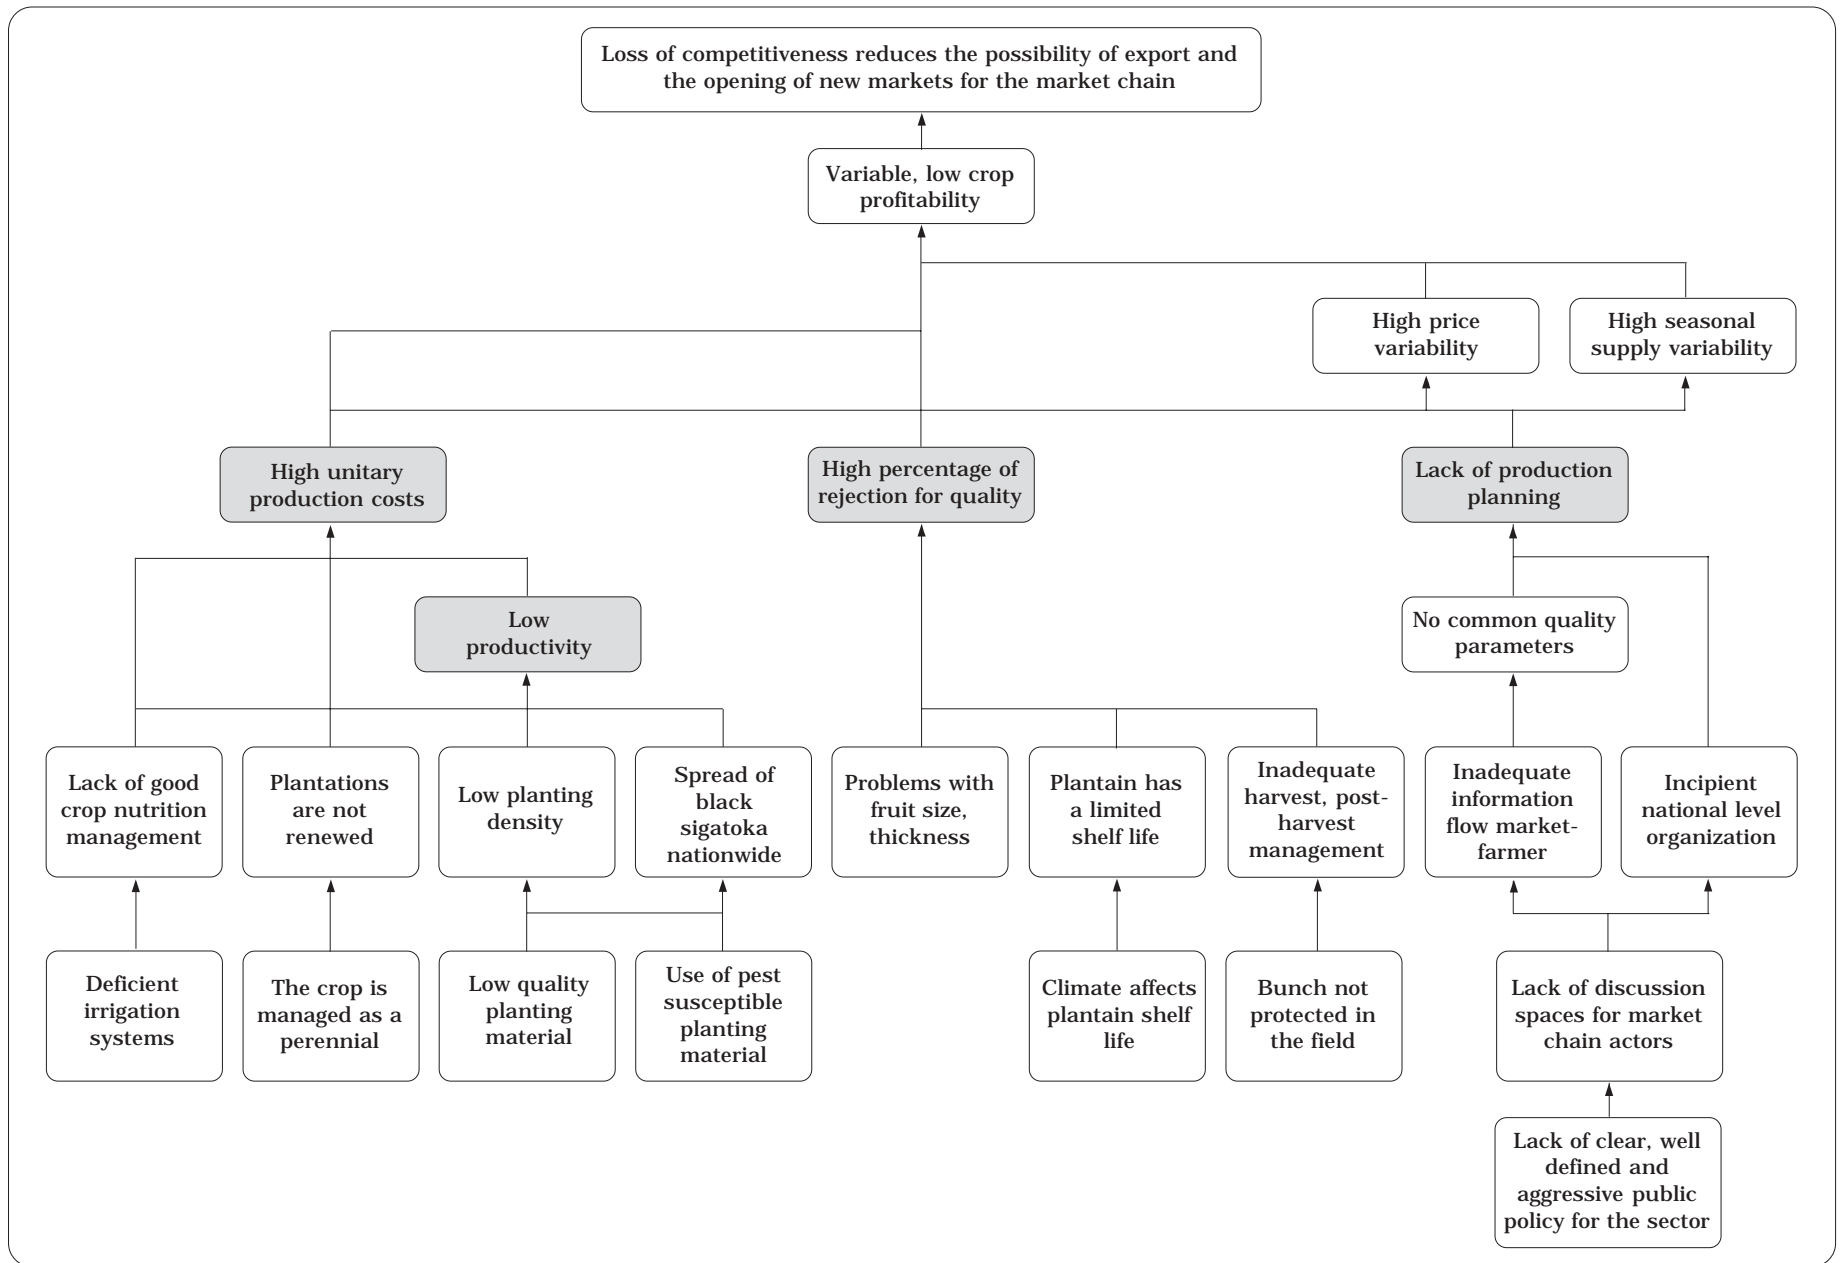 Loss of competitiveness reduces the possibility of export and
the opening of new markets for the market chain
Variable, low crop
profitability
High price
variability
High seasonal
supply variability
High unitary
production costs
High percentage of
rejection for quality
Lack of production
planning
Low
productivity
No common quality
parameters
Lack of good
crop nutrition
management
Plantations
are not
renewed
Low planting
density
Spread of
black
sigatoka
nationwide
Problems with
fruit size,
thickness
Plantain has
a limited
shelf life
Inadequate
harvest, post-
harvest
management
Inadequate
information
flow market-
farmer
Incipient
national level
organization
Deficient
irrigation
systems
The crop is
managed as a
perennial
Low quality
planting
material
Use of pest
susceptible
planting
material
Climate affects
plantain shelf
life
Bunch not
protected in
the field
Lack of discussion
spaces for market
chain actors
Lack of clear, well
defined and
aggressive public
policy for the sector